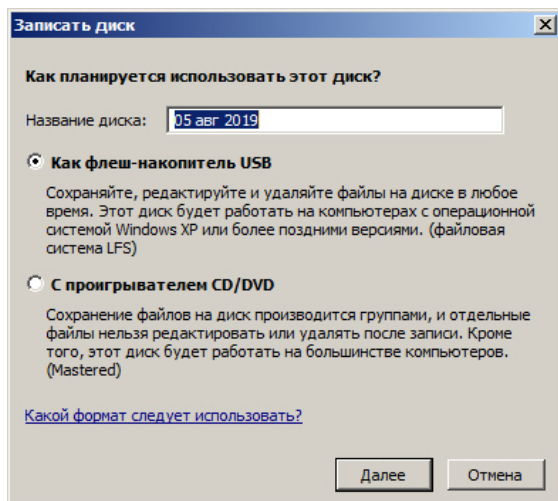 Записать диск
Как планируется использовать этот диск?
Название диска: 05 авг 2019
Как флеш-накопитель USB
Сохраняйте, редактируйте и удаляйте файлы на диске в любое
время. Этот диск будет работать на компьютерах с операционной
системой Windows XP или более поздними версиями. (файловая
система LFS)
С проигрывателем CD/DVD
Сохранение файлов на диск производится группами, и отдельные
файлы нельзя редактировать или удалять после записи. Кроме
того, этот диск будет работать на большинстве компьютеров.
(Mastered)
Какой формат следует использовать?
Далее Отмена